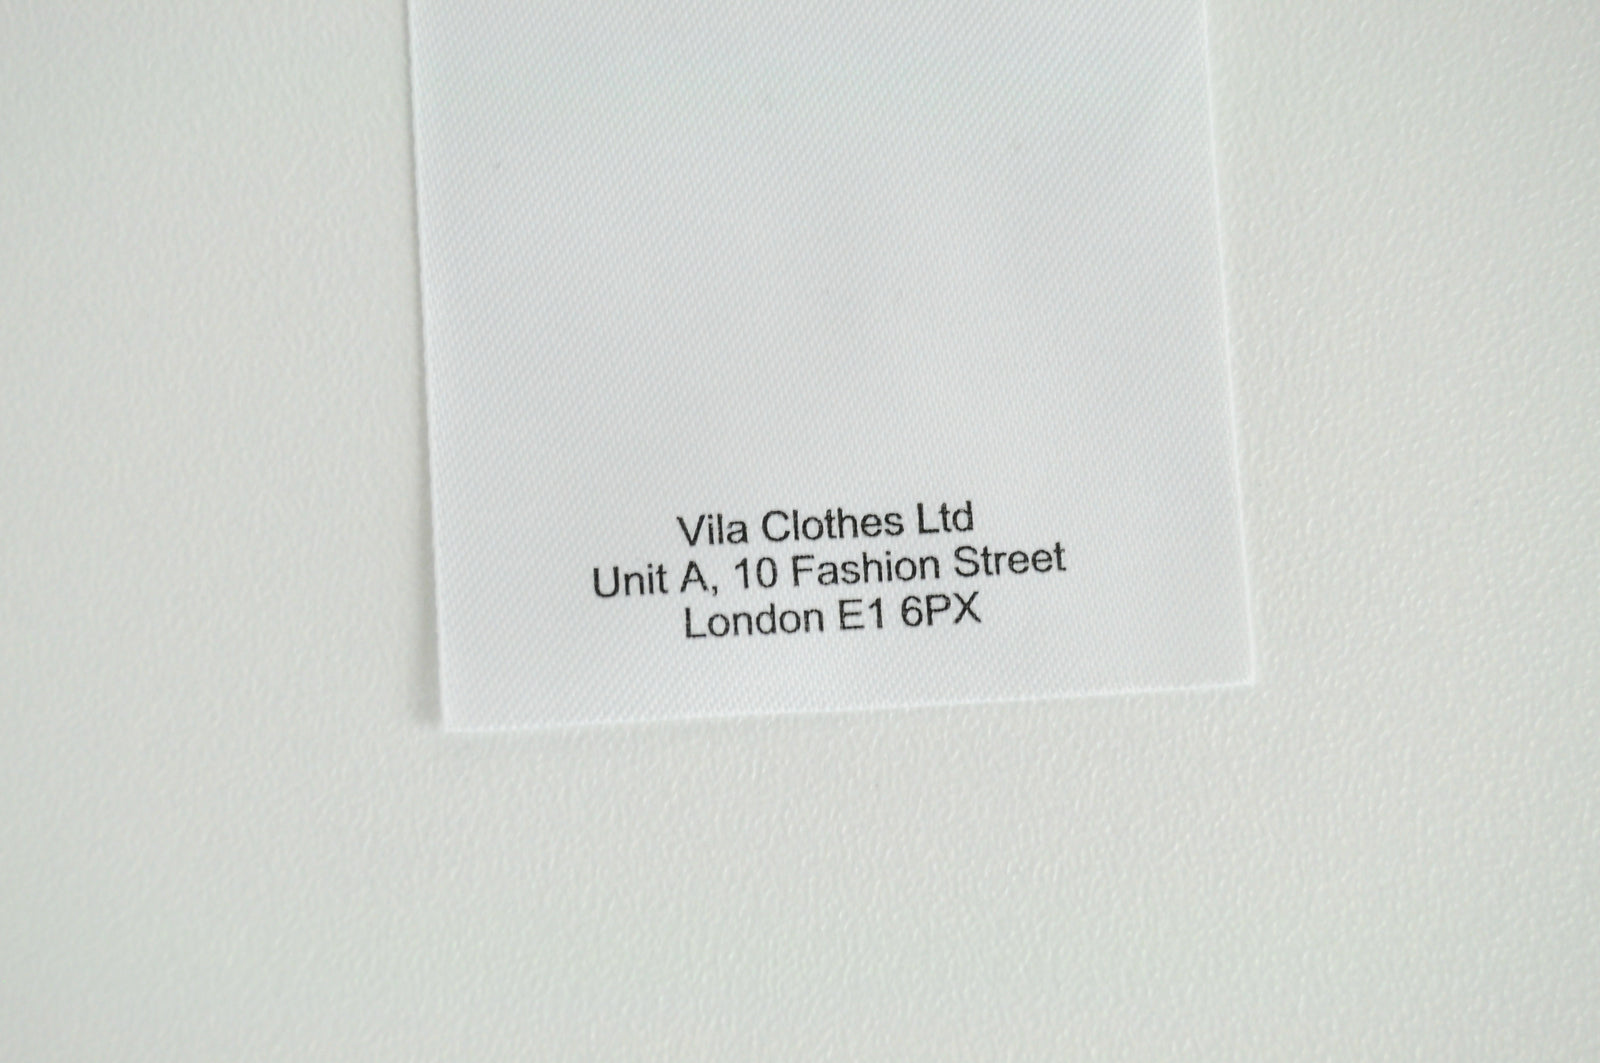 Vila Clothes Ltd
Unit A, 10 Fashion Street
London E1 6PX